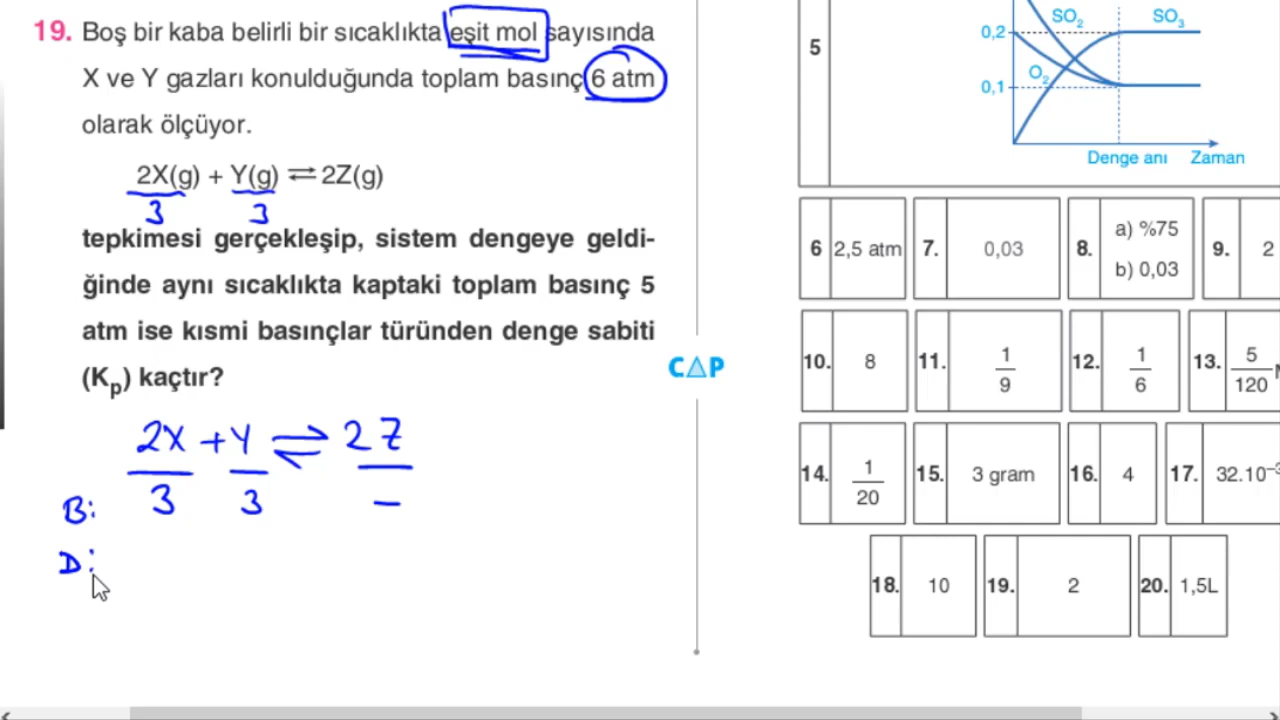 19. Boş bir kaba belirli bir sıcaklıkta eşit mol sayısında
X ve Y gazları konulduğunda toplam basınç 6 atm
olarak ölçüyor.
2X(g) + Y(g) ⇌ 2Z(g)
3 3
tepkimesi gerçekleşip, sistem dengeye geldi-
ğinde aynı sıcaklıkta kaptaki toplam basınç 5
atm ise kısmi basınçlar türünden denge sabiti
(Kp) kaçtır?
2X + Y ⇌ 2Z
B: 3 3 –
D:
CAP
5
SO2 SO3
0,2
O2
0,1
Denge anı Zaman
6 2,5 atm 7. 0,03 8. a) %75 b) 0,03 9. 2
10. 8 11. 1/9 12. 1/6 13. 5/120
14. 1/20 15. 3 gram 16. 4 17. 32.10⁻³
18. 10 19. 2 20. 1,5L